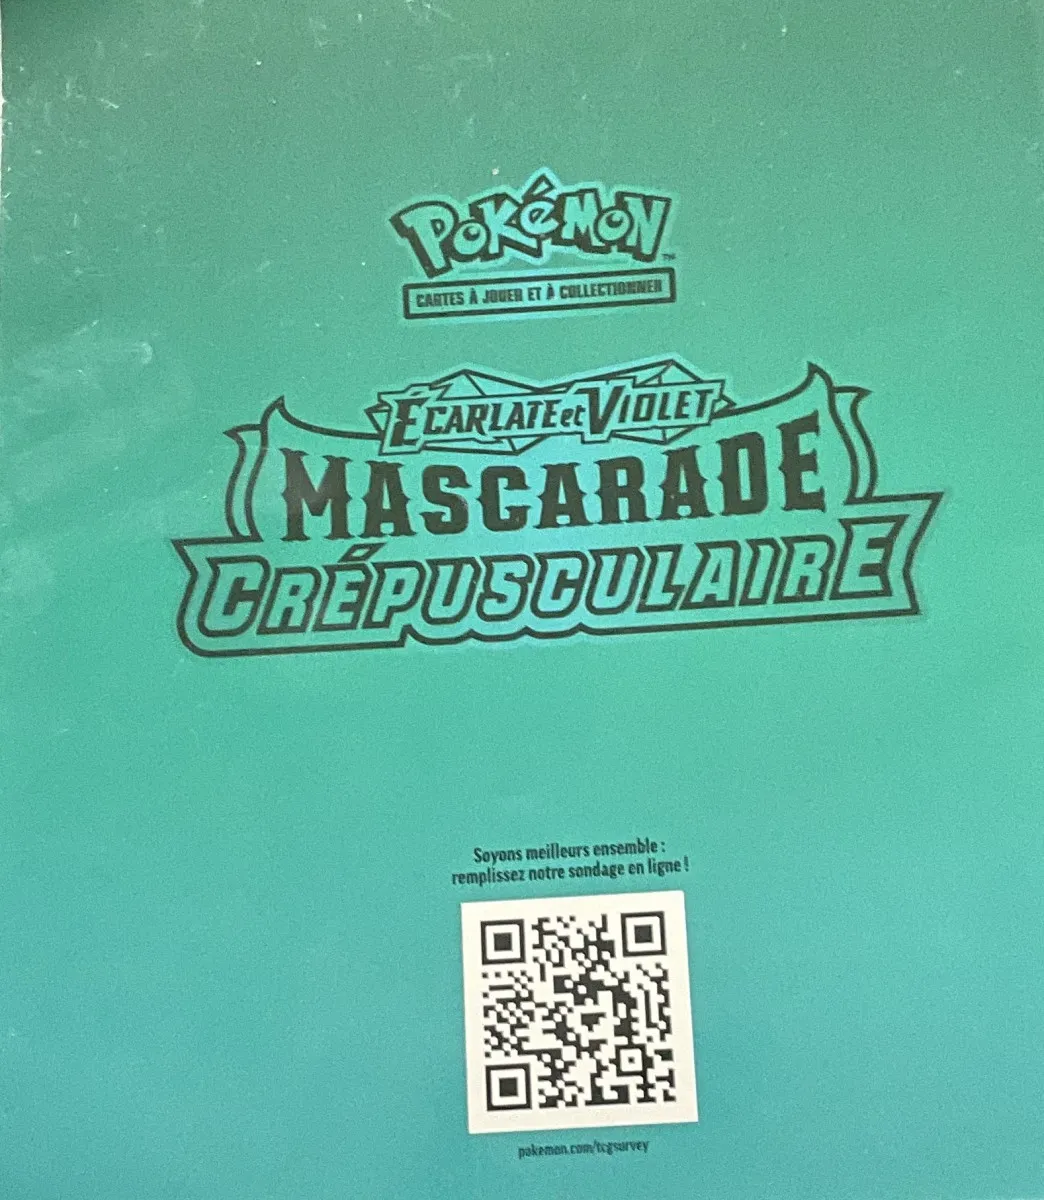 POKéMON™
CARTES À JOUER ET À COLLECTIONNER
ÉCARLATE et VIOLET
MASCARADE
CRÉPUSCULAIRE
Soyons meilleurs ensemble :
remplissez notre sondage en ligne !
pokemon.com/tcgsurvey